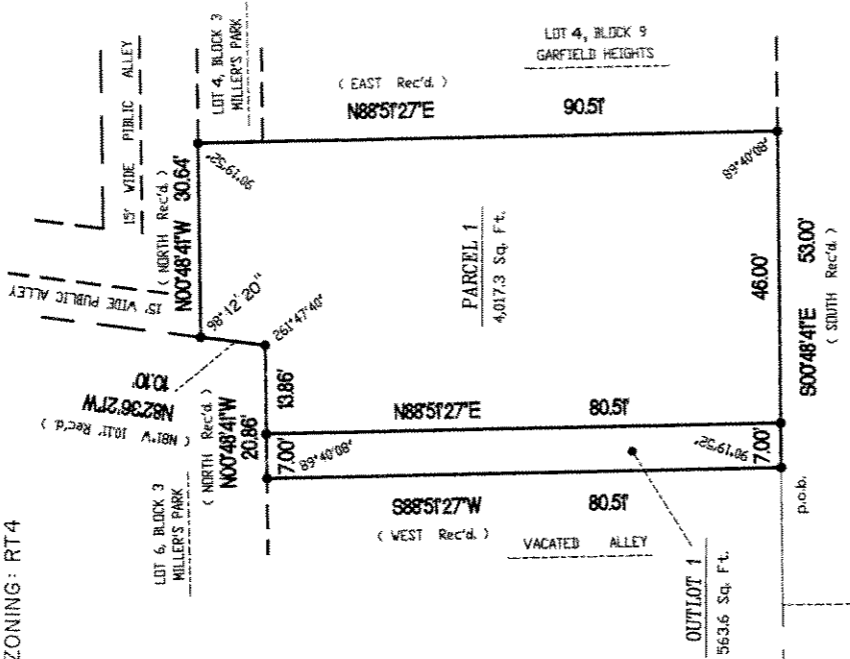 ZONING: RT4
15' WIDE PUBLIC ALLEY
15' WIDE PIBLIC ALLEY
LOT 4, BLOCK 3
MILLER'S PARK
LOT 4, BLOCK 9
GARFIELD HEIGHTS
( NORTH Rec'd. )
N00°48'41"W 30.64'
( EAST Rec'd. )
N88°51'27"E 90.51'
90°19'52"
89°40'08"
98°12'20"
261°47'40"
N82°36'21"W
10.10'
( N81°W 10.11' Rec'd. )
LOT 6, BLOCK 3
MILLER'S PARK
( NORTH Rec'd. )
N00°48'41"W
20.86'
13.86'
7.00'
89°40'08"
PARCEL 1
4,017.3 Sq. Ft.
N88°51'27"E 80.51'
90°19'52"
7.00'
46.00'
S00°48'41"E 53.00'
( SOUTH Rec'd. )
S88°51'27"W 80.51'
( WEST Rec'd. )
VACATED ALLEY
OUTLOT 1
563.6 Sq. Ft.
p.o.b.